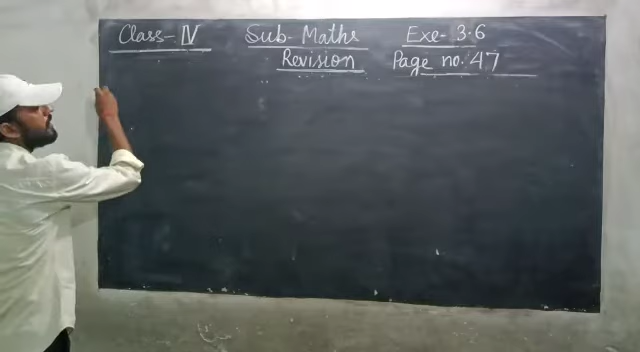 Class- IV Sub- Maths Exe- 3.6
Revision Page no. 47